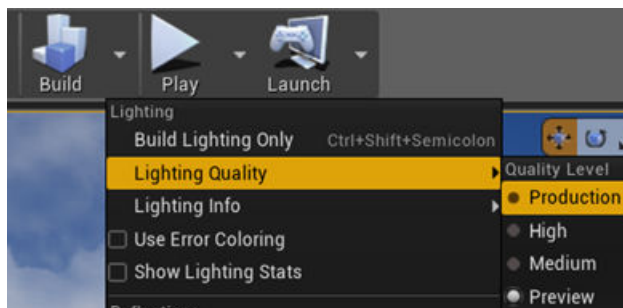 Build Play Launch
Lighting
Build Lighting Only Ctrl+Shift+Semicolon
Lighting Quality
Lighting Info
Use Error Coloring
Show Lighting Stats
Quality Level
Production
High
Medium
Preview